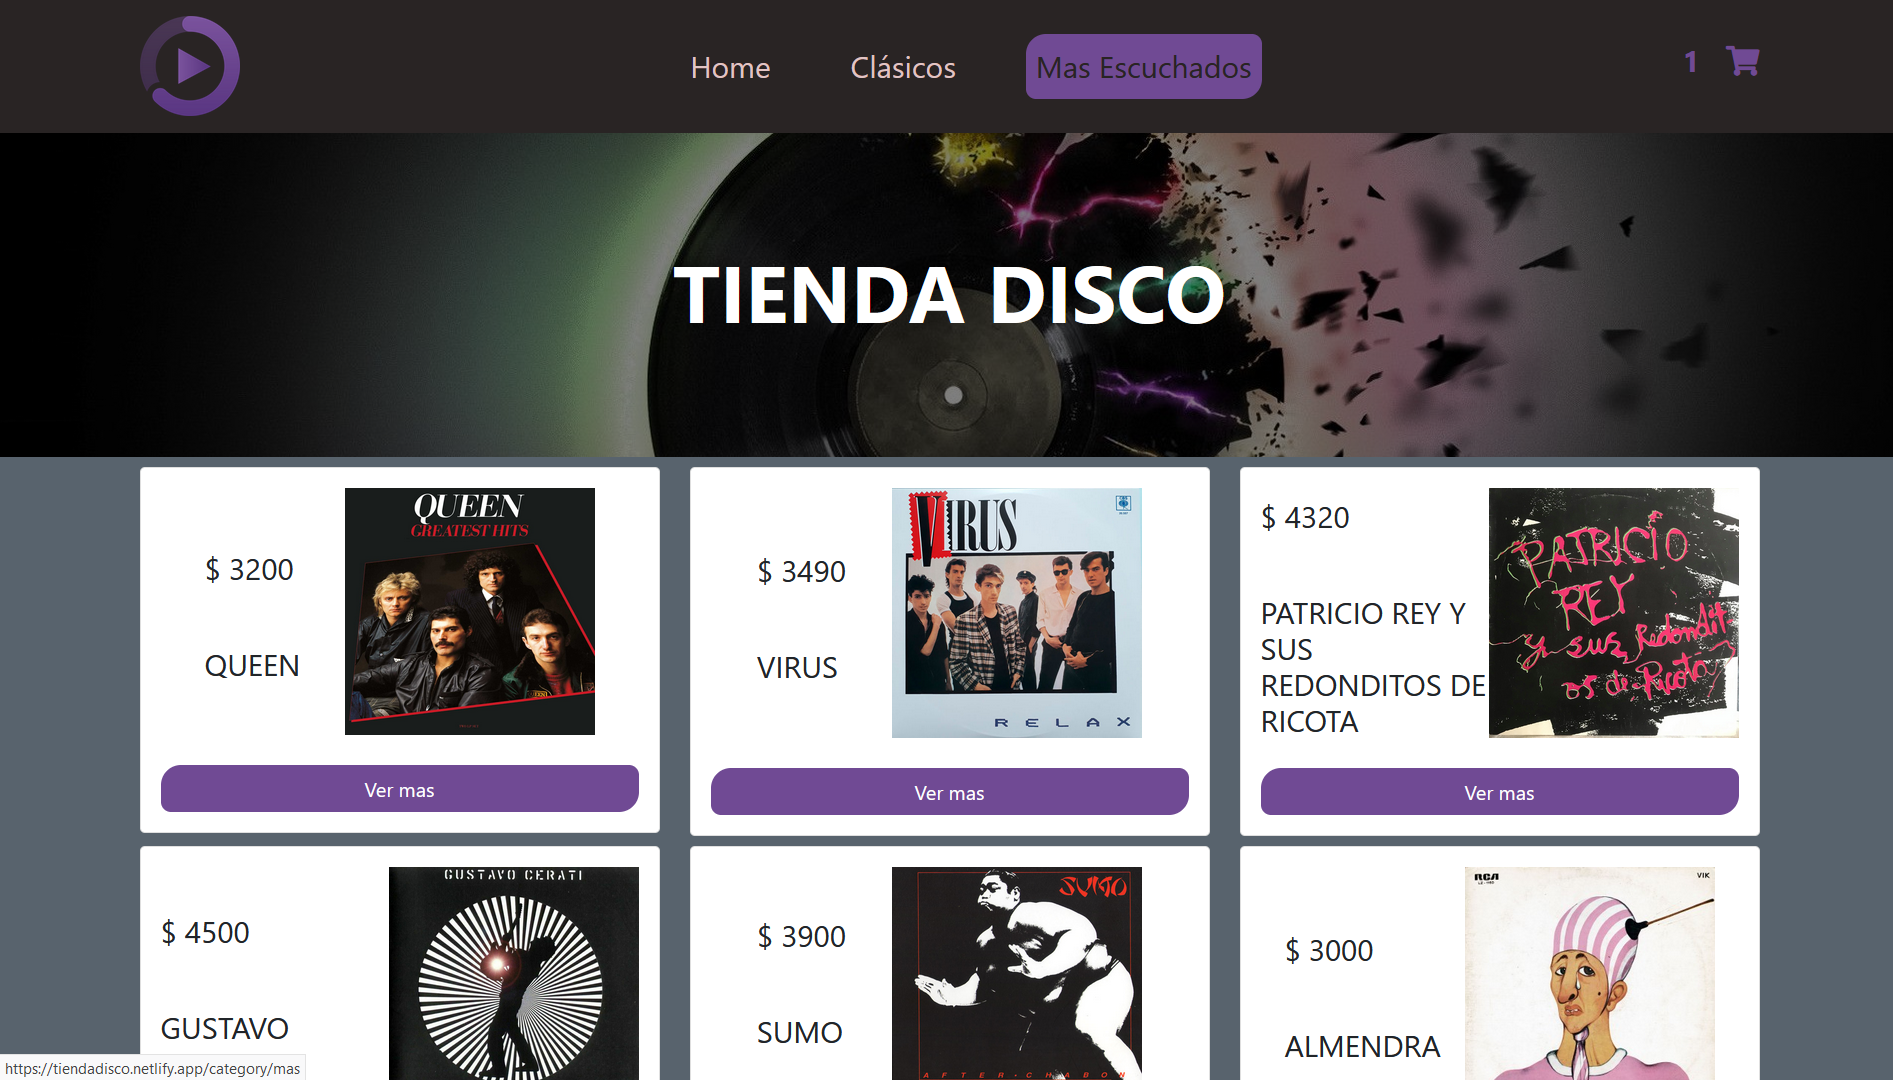 Home
Clásicos
Mas Escuchados
1
TIENDA DISCO
$ 3200
QUEEN
QUEEN
GREATEST HITS
Ver mas
$ 3490
VIRUS
VIRUS
RELAX
Ver mas
$ 4320
PATRICIO REY Y
SUS
REDONDITOS DE
RICOTA
PATRICIO
REY
y sus Redondit-
os de Ricota
Ver mas
$ 4500
GUSTAVO
GUSTAVO CERATI
$ 3900
SUMO
SUMO
AFTER-CHABON
$ 3000
ALMENDRA
RCA
VIK
https://tiendadisco.netlify.app/category/mas